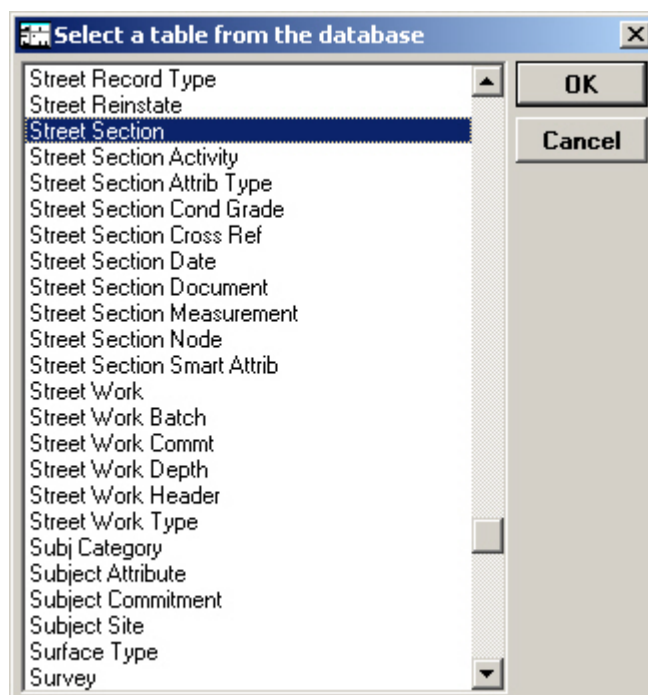 Select a table from the database
Street Record Type
Street Reinstate
Street Section
Street Section Activity
Street Section Attrib Type
Street Section Cond Grade
Street Section Cross Ref
Street Section Date
Street Section Document
Street Section Measurement
Street Section Node
Street Section Smart Attrib
Street Work
Street Work Batch
Street Work Commt
Street Work Depth
Street Work Header
Street Work Type
Subj Category
Subject Attribute
Subject Commitment
Subject Site
Surface Type
Survey
OK
Cancel